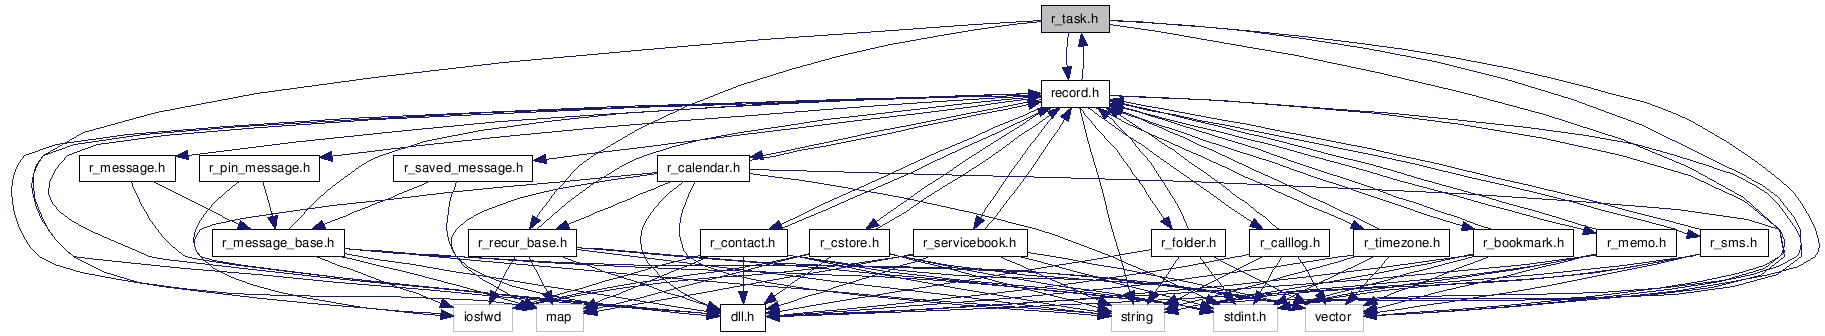 r_task.h
record.h
r_message.h
r_pin_message.h
r_saved_message.h
r_calendar.h
r_message_base.h
r_recur_base.h
r_contact.h
r_cstore.h
r_servicebook.h
r_folder.h
r_calllog.h
r_timezone.h
r_bookmark.h
r_memo.h
r_sms.h
iosfwd
map
dll.h
string
stdint.h
vector